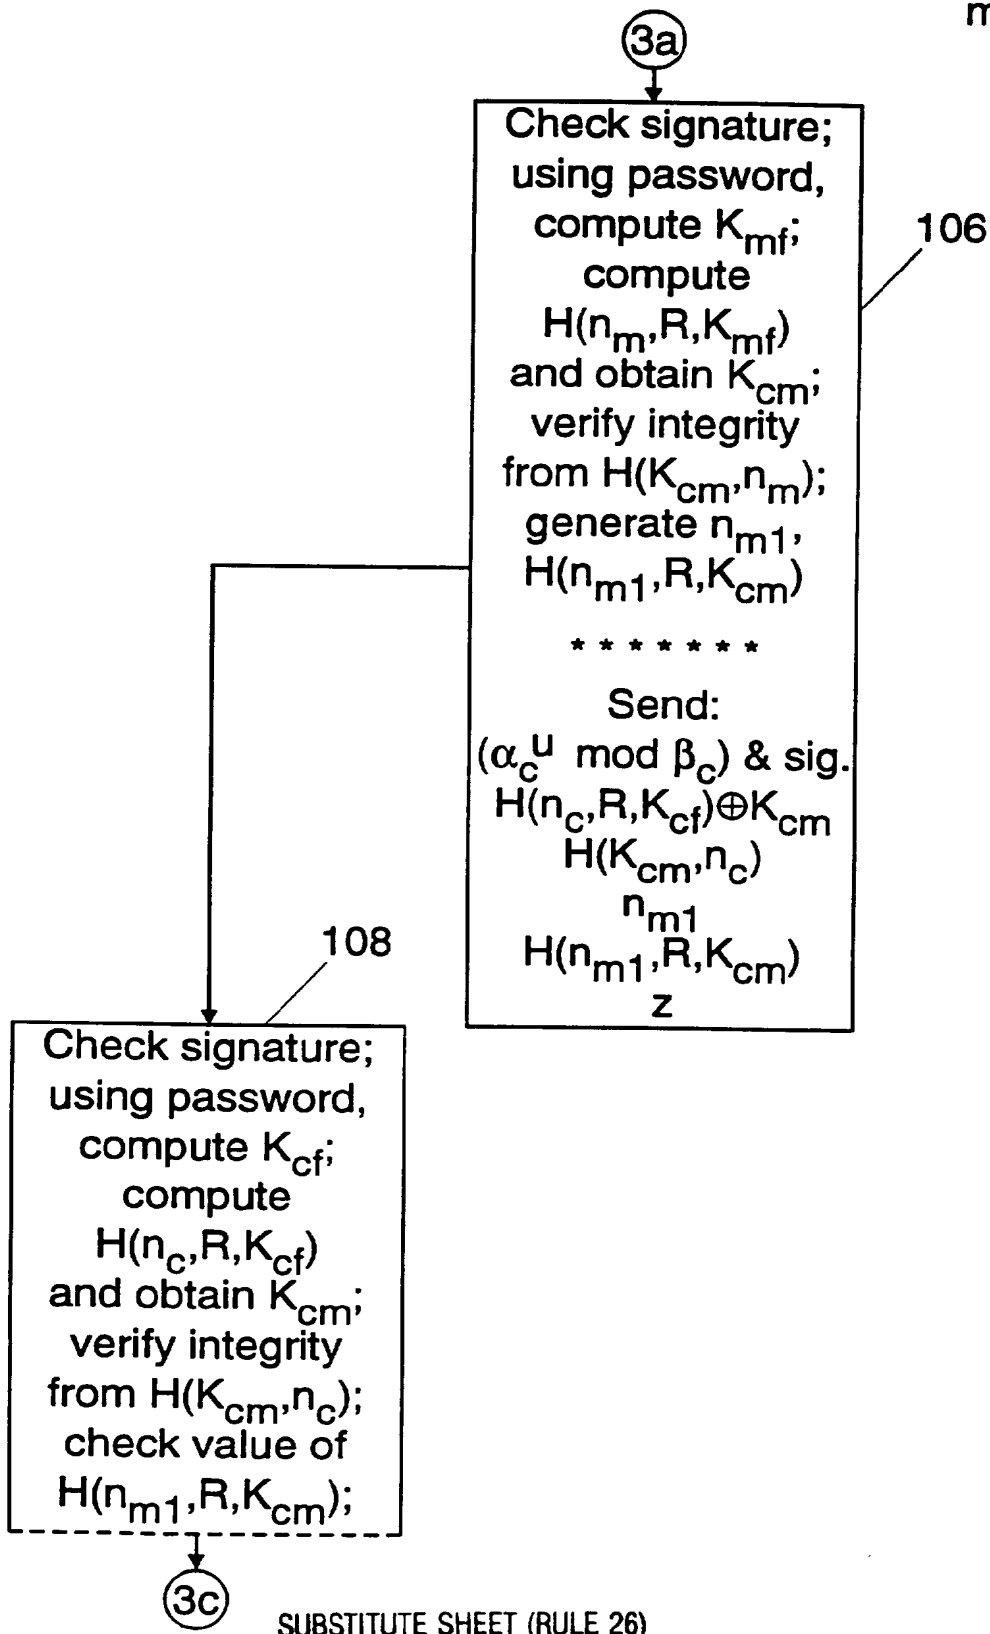 m
3a
Check signature;
using password,
compute K_mf;
compute
H(n_m,R,K_mf)
and obtain K_cm;
verify integrity
from H(K_cm,n_m);
generate n_m1,
H(n_m1,R,K_cm)
* * * * * * *
Send:
(α_c^u mod β_c) & sig.
H(n_c,R,K_cf)⊕K_cm
H(K_cm,n_c)
n_m1
H(n_m1,R,K_cm)
z
106
108
Check signature;
using password,
compute K_cf;
compute
H(n_c,R,K_cf)
and obtain K_cm;
verify integrity
from H(K_cm,n_c);
check value of
H(n_m1,R,K_cm);
3c
SUBSTITUTE SHEET (RULE 26)